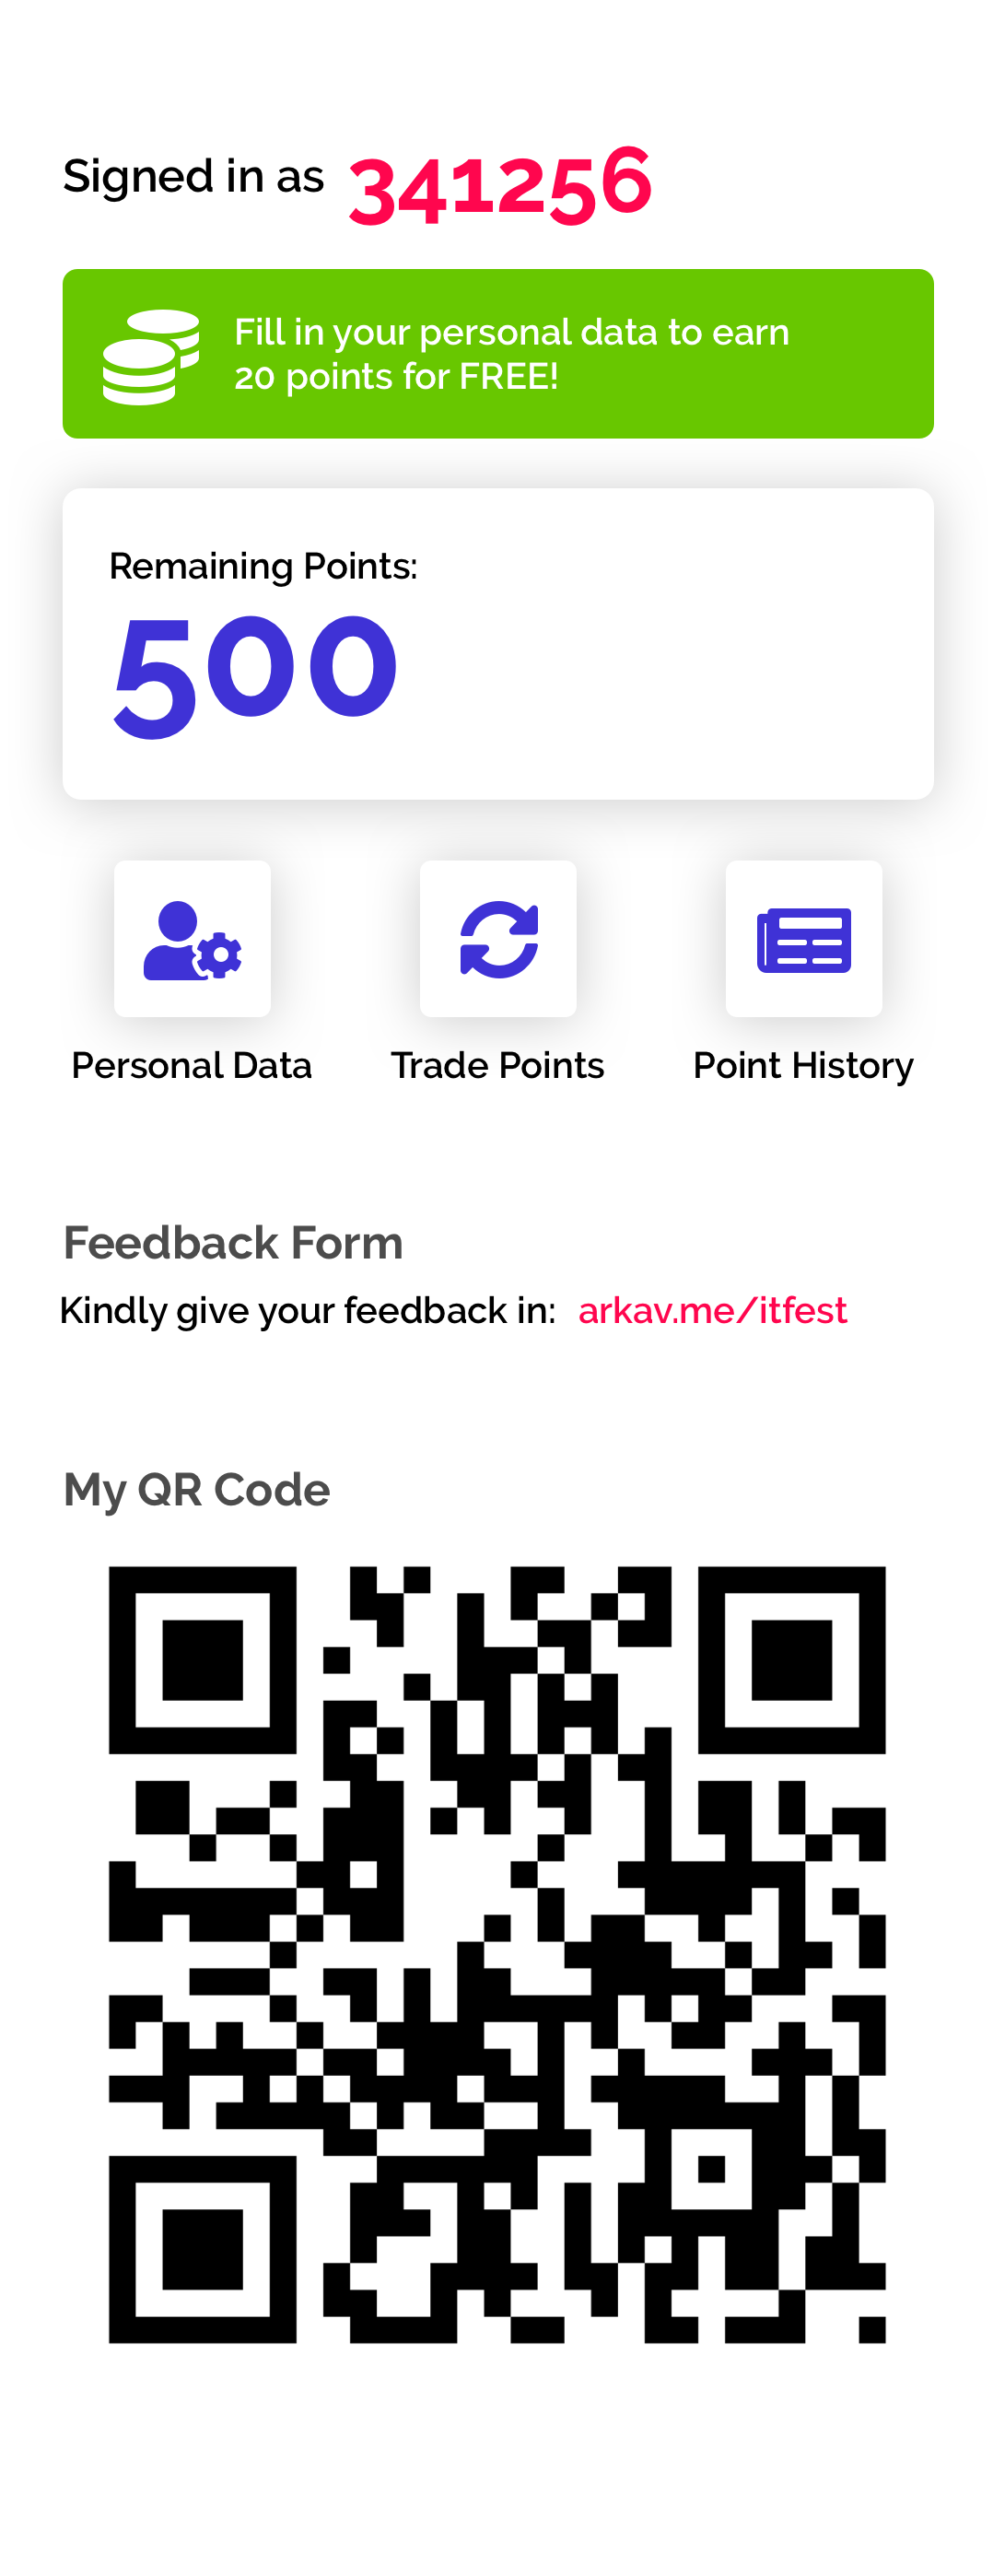 Signed in as 341256
Fill in your personal data to earn
20 points for FREE!
Remaining Points:
500
Personal Data Trade Points Point History
Feedback Form
Kindly give your feedback in: arkav.me/itfest
My QR Code